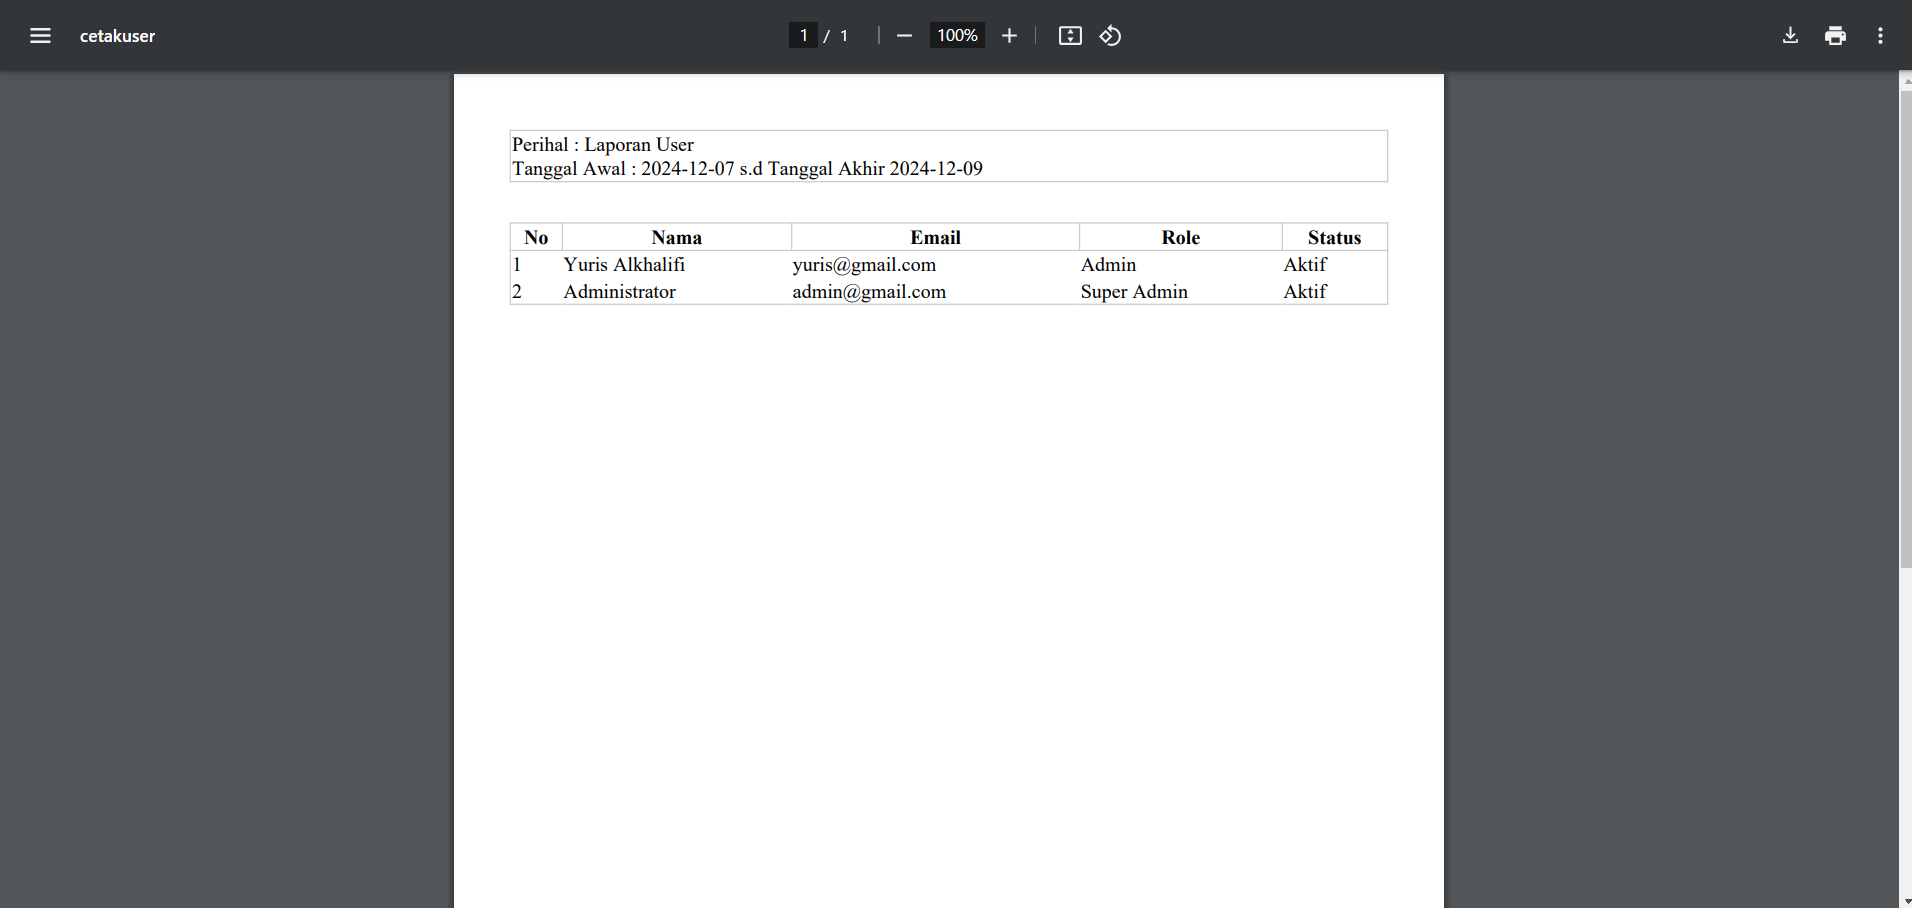 cetakuser
1 / 1
100%
Perihal : Laporan User
Tanggal Awal : 2024-12-07 s.d Tanggal Akhir 2024-12-09
No Nama Email Role Status
1 Yuris Alkhalifi yuris@gmail.com Admin Aktif
2 Administrator admin@gmail.com Super Admin Aktif